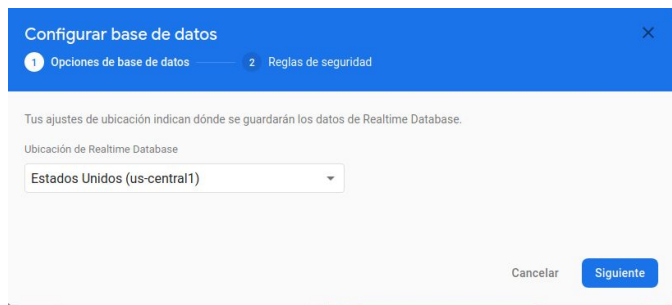 Configurar base de datos
1 Opciones de base de datos 2 Reglas de seguridad
Tus ajustes de ubicación indican dónde se guardarán los datos de Realtime Database.
Ubicación de Realtime Database
Estados Unidos (us-central1)
Cancelar Siguiente